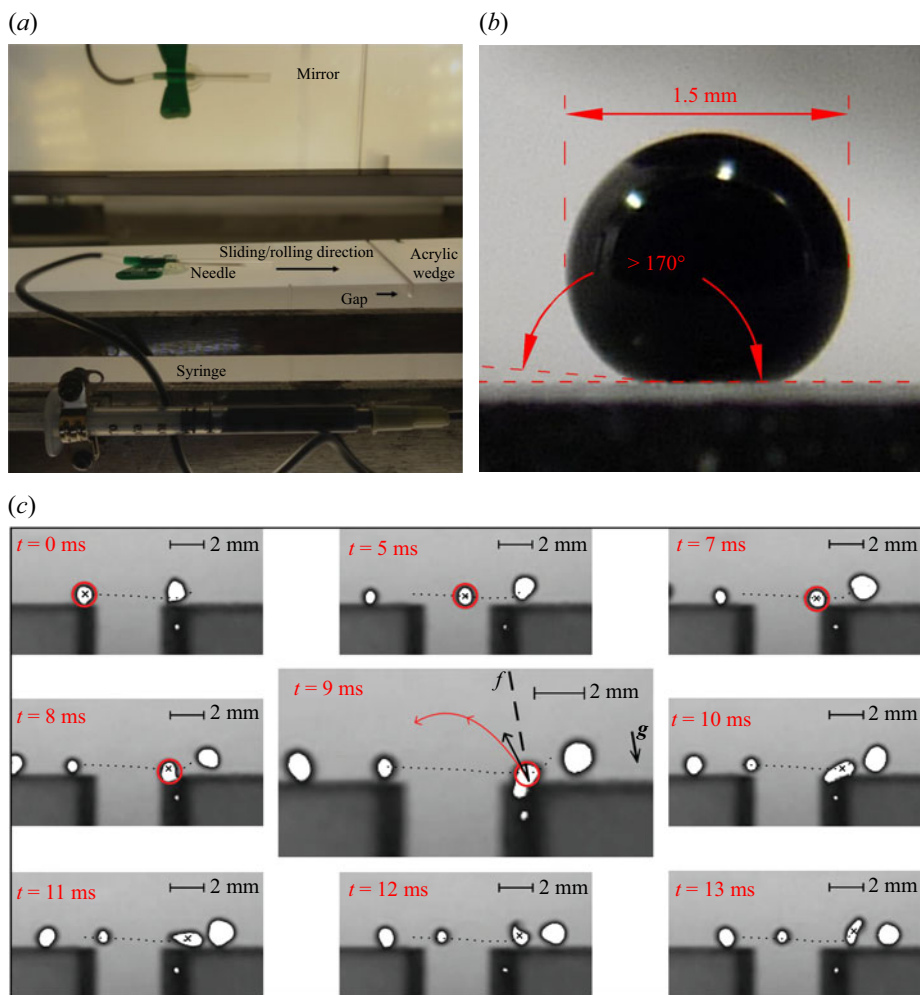 (a)
Mirror
Sliding/rolling direction
Needle
Acrylic
wedge
Gap
Syringe
(b)
1.5 mm
> 170°
(c)
t = 0 ms
2 mm
t = 5 ms
2 mm
t = 7 ms
2 mm
t = 8 ms
2 mm
t = 9 ms
f
2 mm
g
t = 10 ms
2 mm
t = 11 ms
2 mm
t = 12 ms
2 mm
t = 13 ms
2 mm